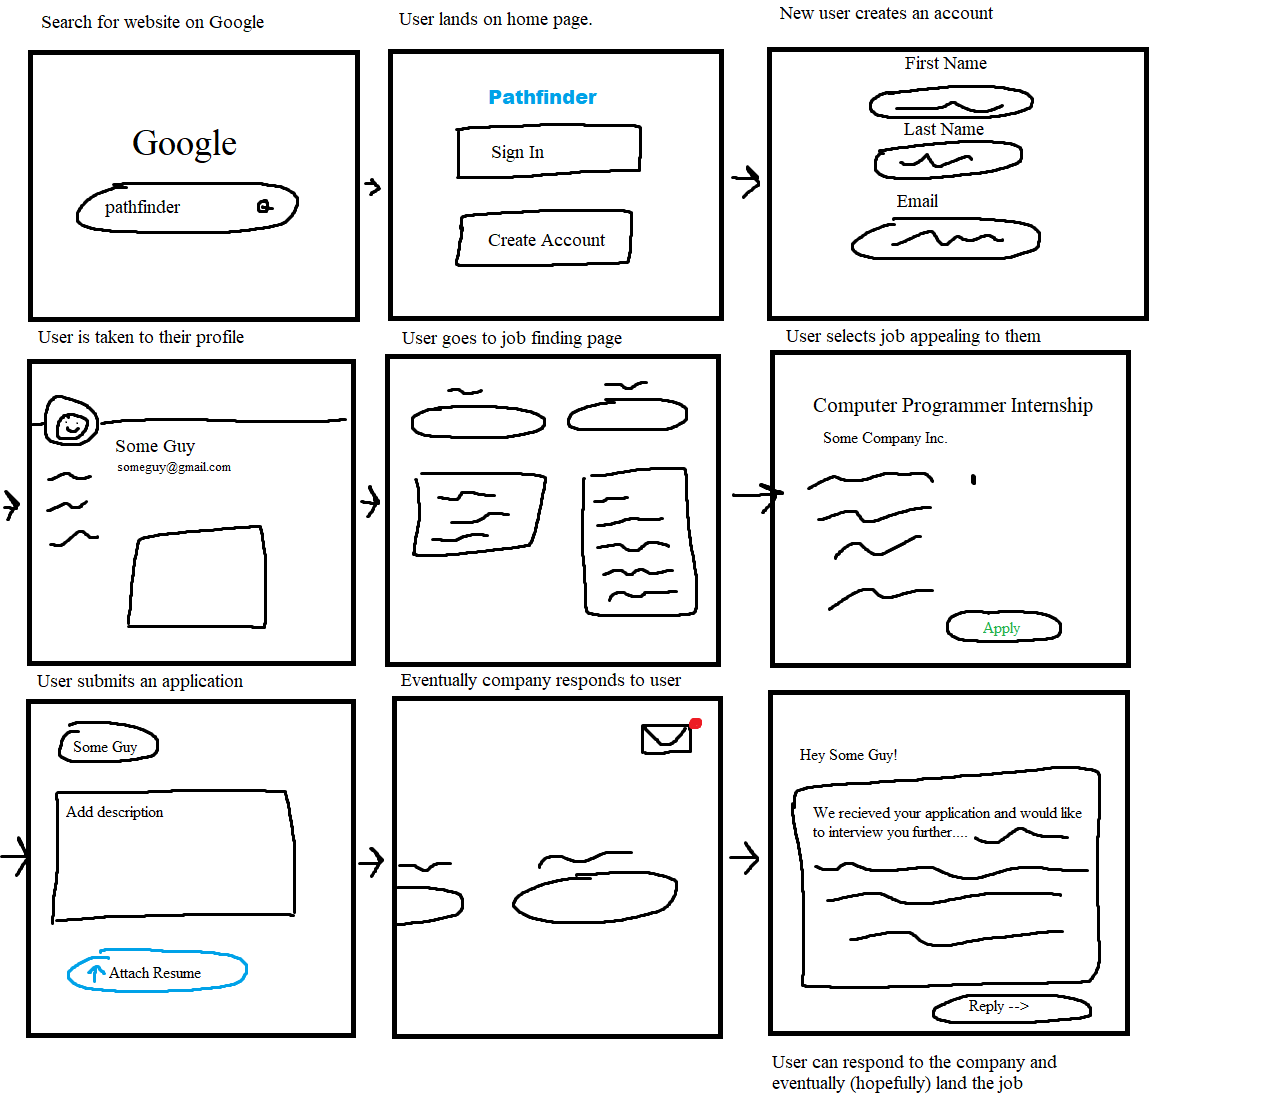 Search for website on Google
User lands on home page.
New user creates an account
Google
pathfinder
Pathfinder
Sign In
Create Account
First Name
Last Name
Email
User is taken to their profile
User goes to job finding page
User selects job appealing to them
Some Guy
someguy@gmail.com
Computer Programmer Internship
Some Company Inc.
Apply
User submits an application
Eventually company responds to user
Some Guy
Add description
Attach Resume
Hey Some Guy!
We recieved your application and would like
to interview you further....
Reply -->
User can respond to the company and
eventually (hopefully) land the job